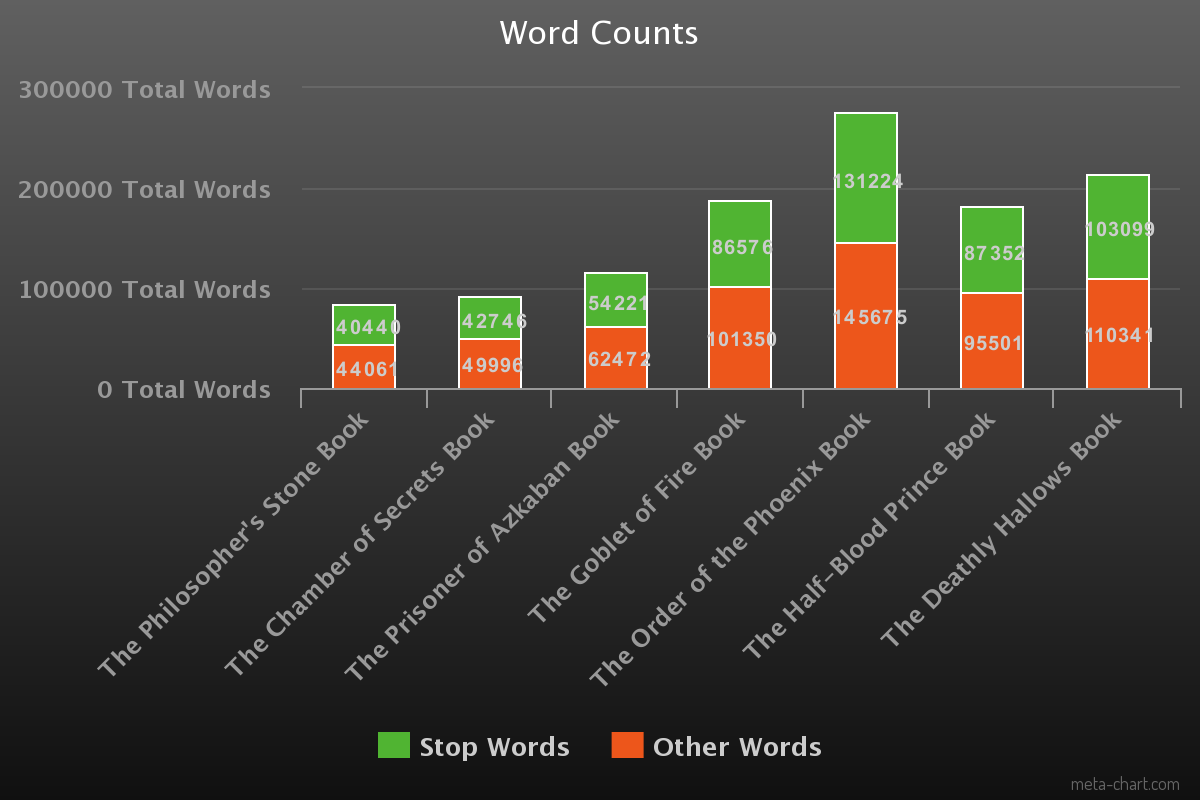 Word Counts
300000 Total Words
200000 Total Words
100000 Total Words
0 Total Words
40440
44061
42746
49996
54221
62472
86576
101350
131224
145675
87352
95501
103099
110341
The Philosopher's Stone Book
The Chamber of Secrets Book
The Prisoner of Azkaban Book
The Goblet of Fire Book
The Order of the Phoenix Book
The Half-Blood Prince Book
The Deathly Hallows Book
Stop Words
Other Words
meta-chart.com